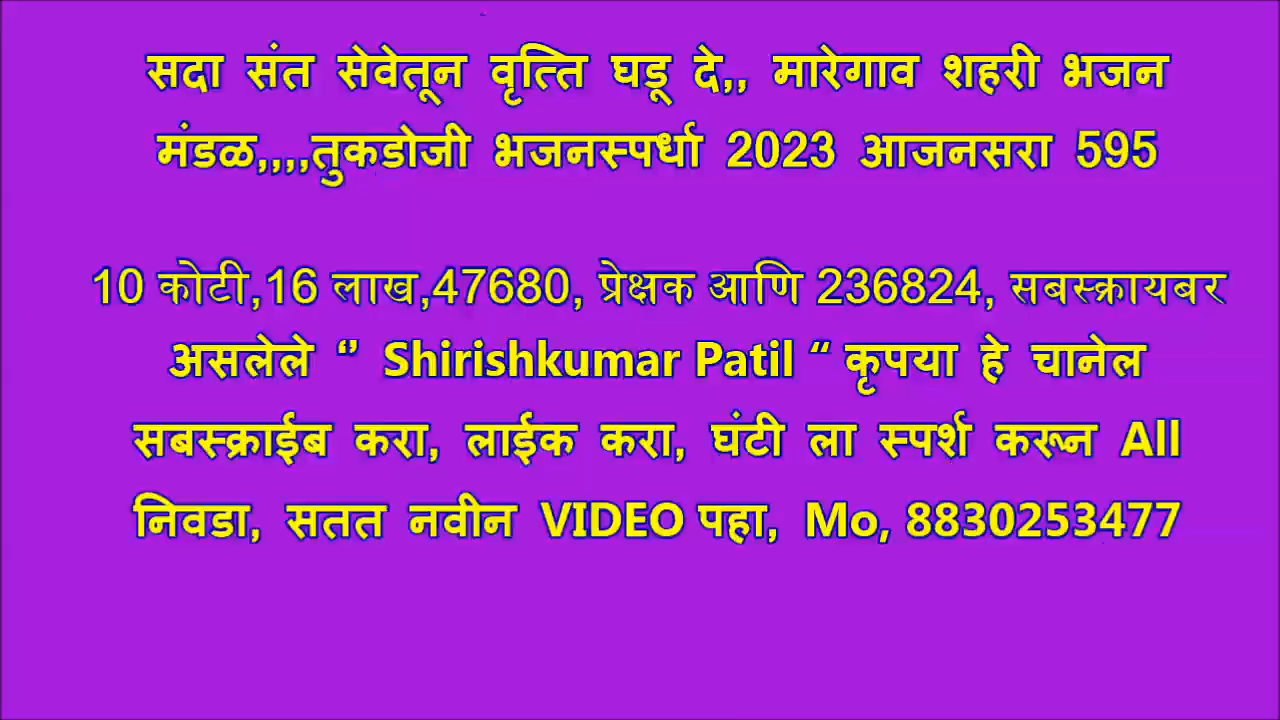 सदा संत सेवेतून वृत्ति घडू दे,, मारेगाव शहरी भजन
मंडळ,,,,तुकडोजी भजनस्पर्धा 2023 आजनसरा 595
10 कोटी,16 लाख,47680, प्रेक्षक आणि 236824, सबस्क्रायबर
असलेले ‘’ Shirishkumar Patil “ कृपया हे चानेल
सबस्क्राईब करा, लाईक करा, घंटी ला स्पर्श करून All
निवडा, सतत नवीन VIDEO पहा, Mo, 8830253477